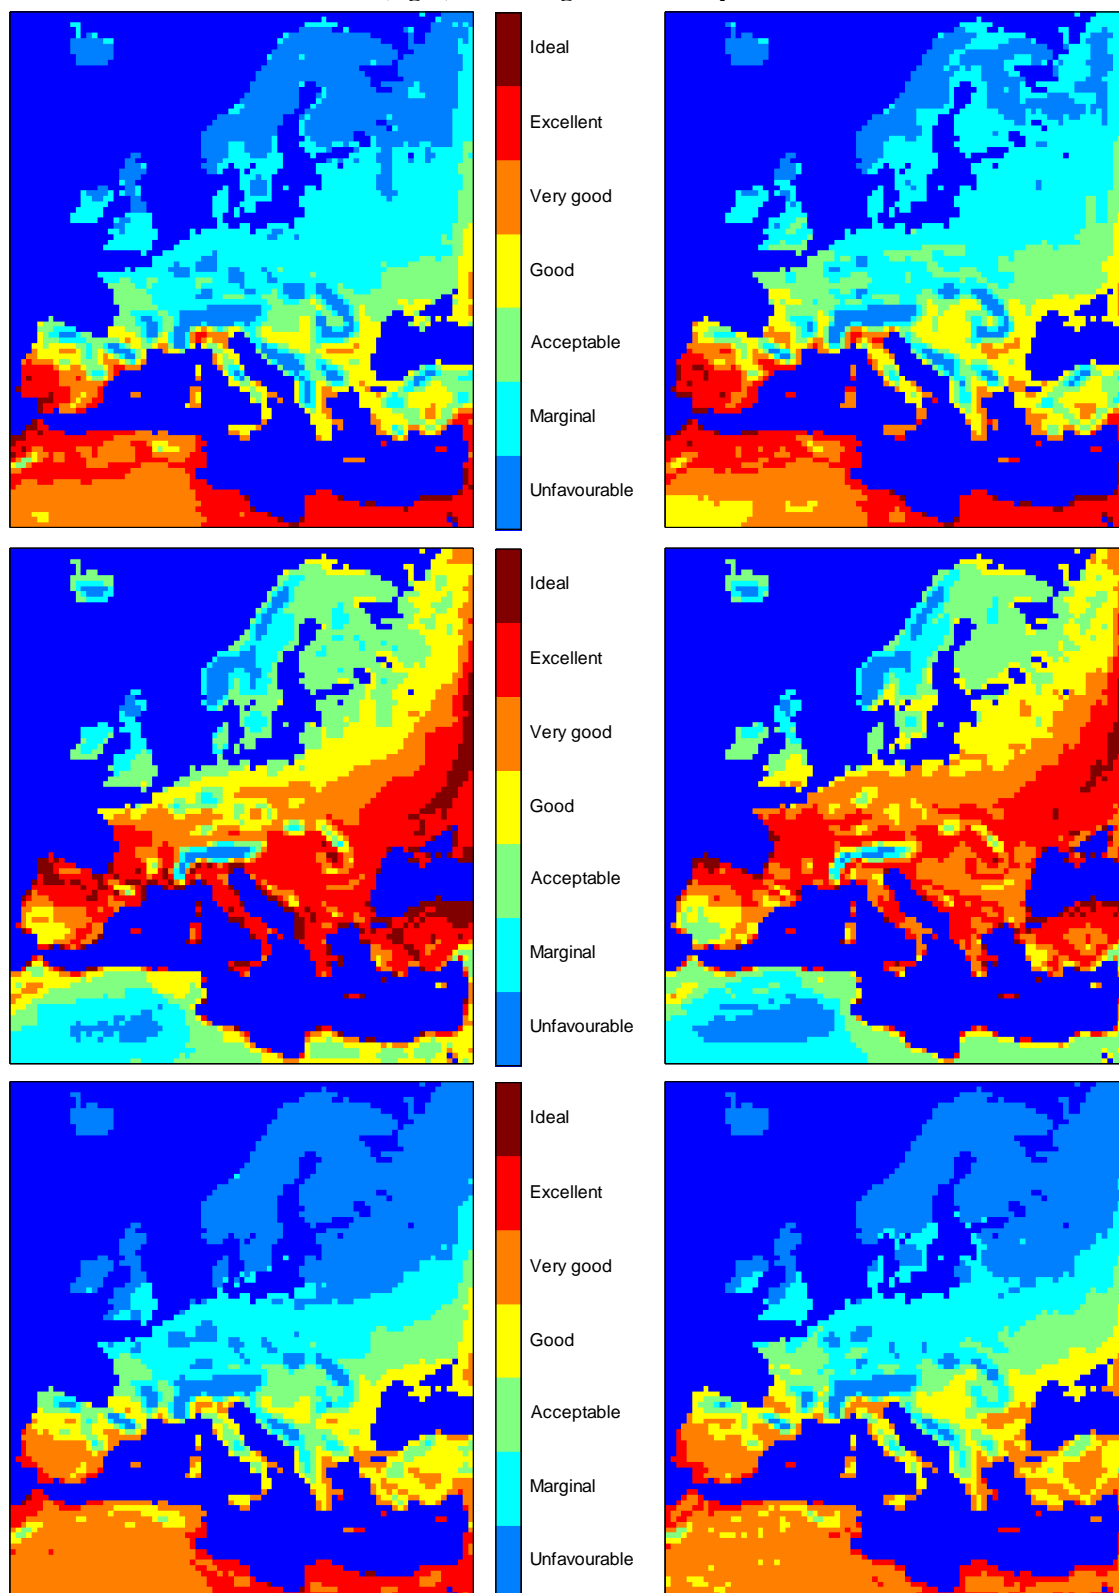 Ideal
Excellent
Very good
Good
Acceptable
Marginal
Unfavourable
Ideal
Excellent
Very good
Good
Acceptable
Marginal
Unfavourable
Ideal
Excellent
Very good
Good
Acceptable
Marginal
Unfavourable